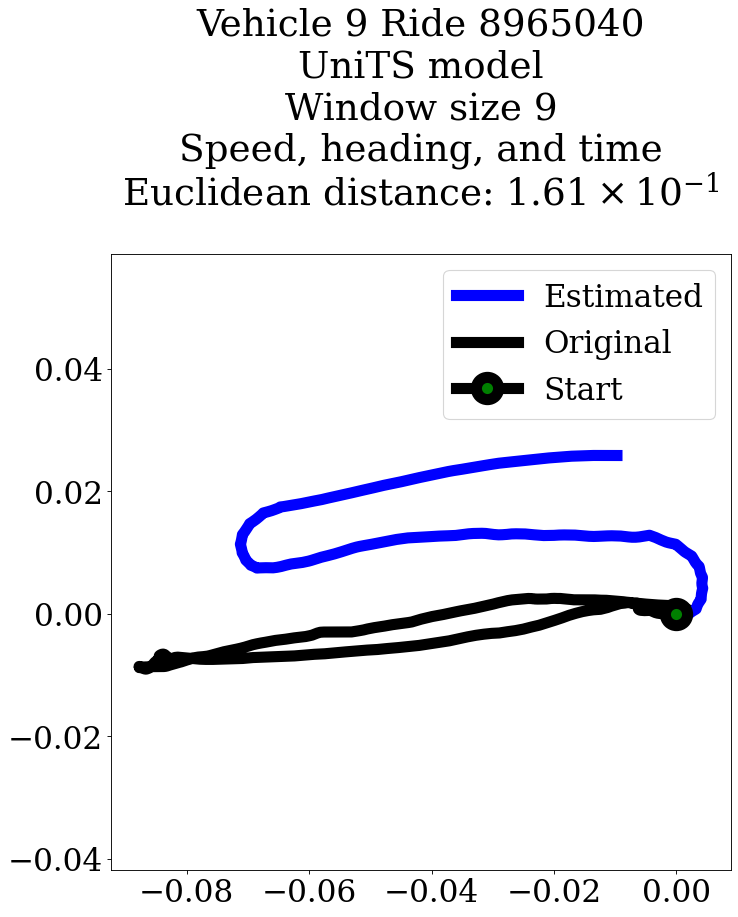 Vehicle 9 Ride 8965040
UniTS model
Window size 9
Speed, heading, and time
Euclidean distance: 1.61 × 10⁻¹
Estimated
Original
Start
0.04
0.02
0.00
−0.02
−0.04
−0.08 −0.06 −0.04 −0.02 0.00